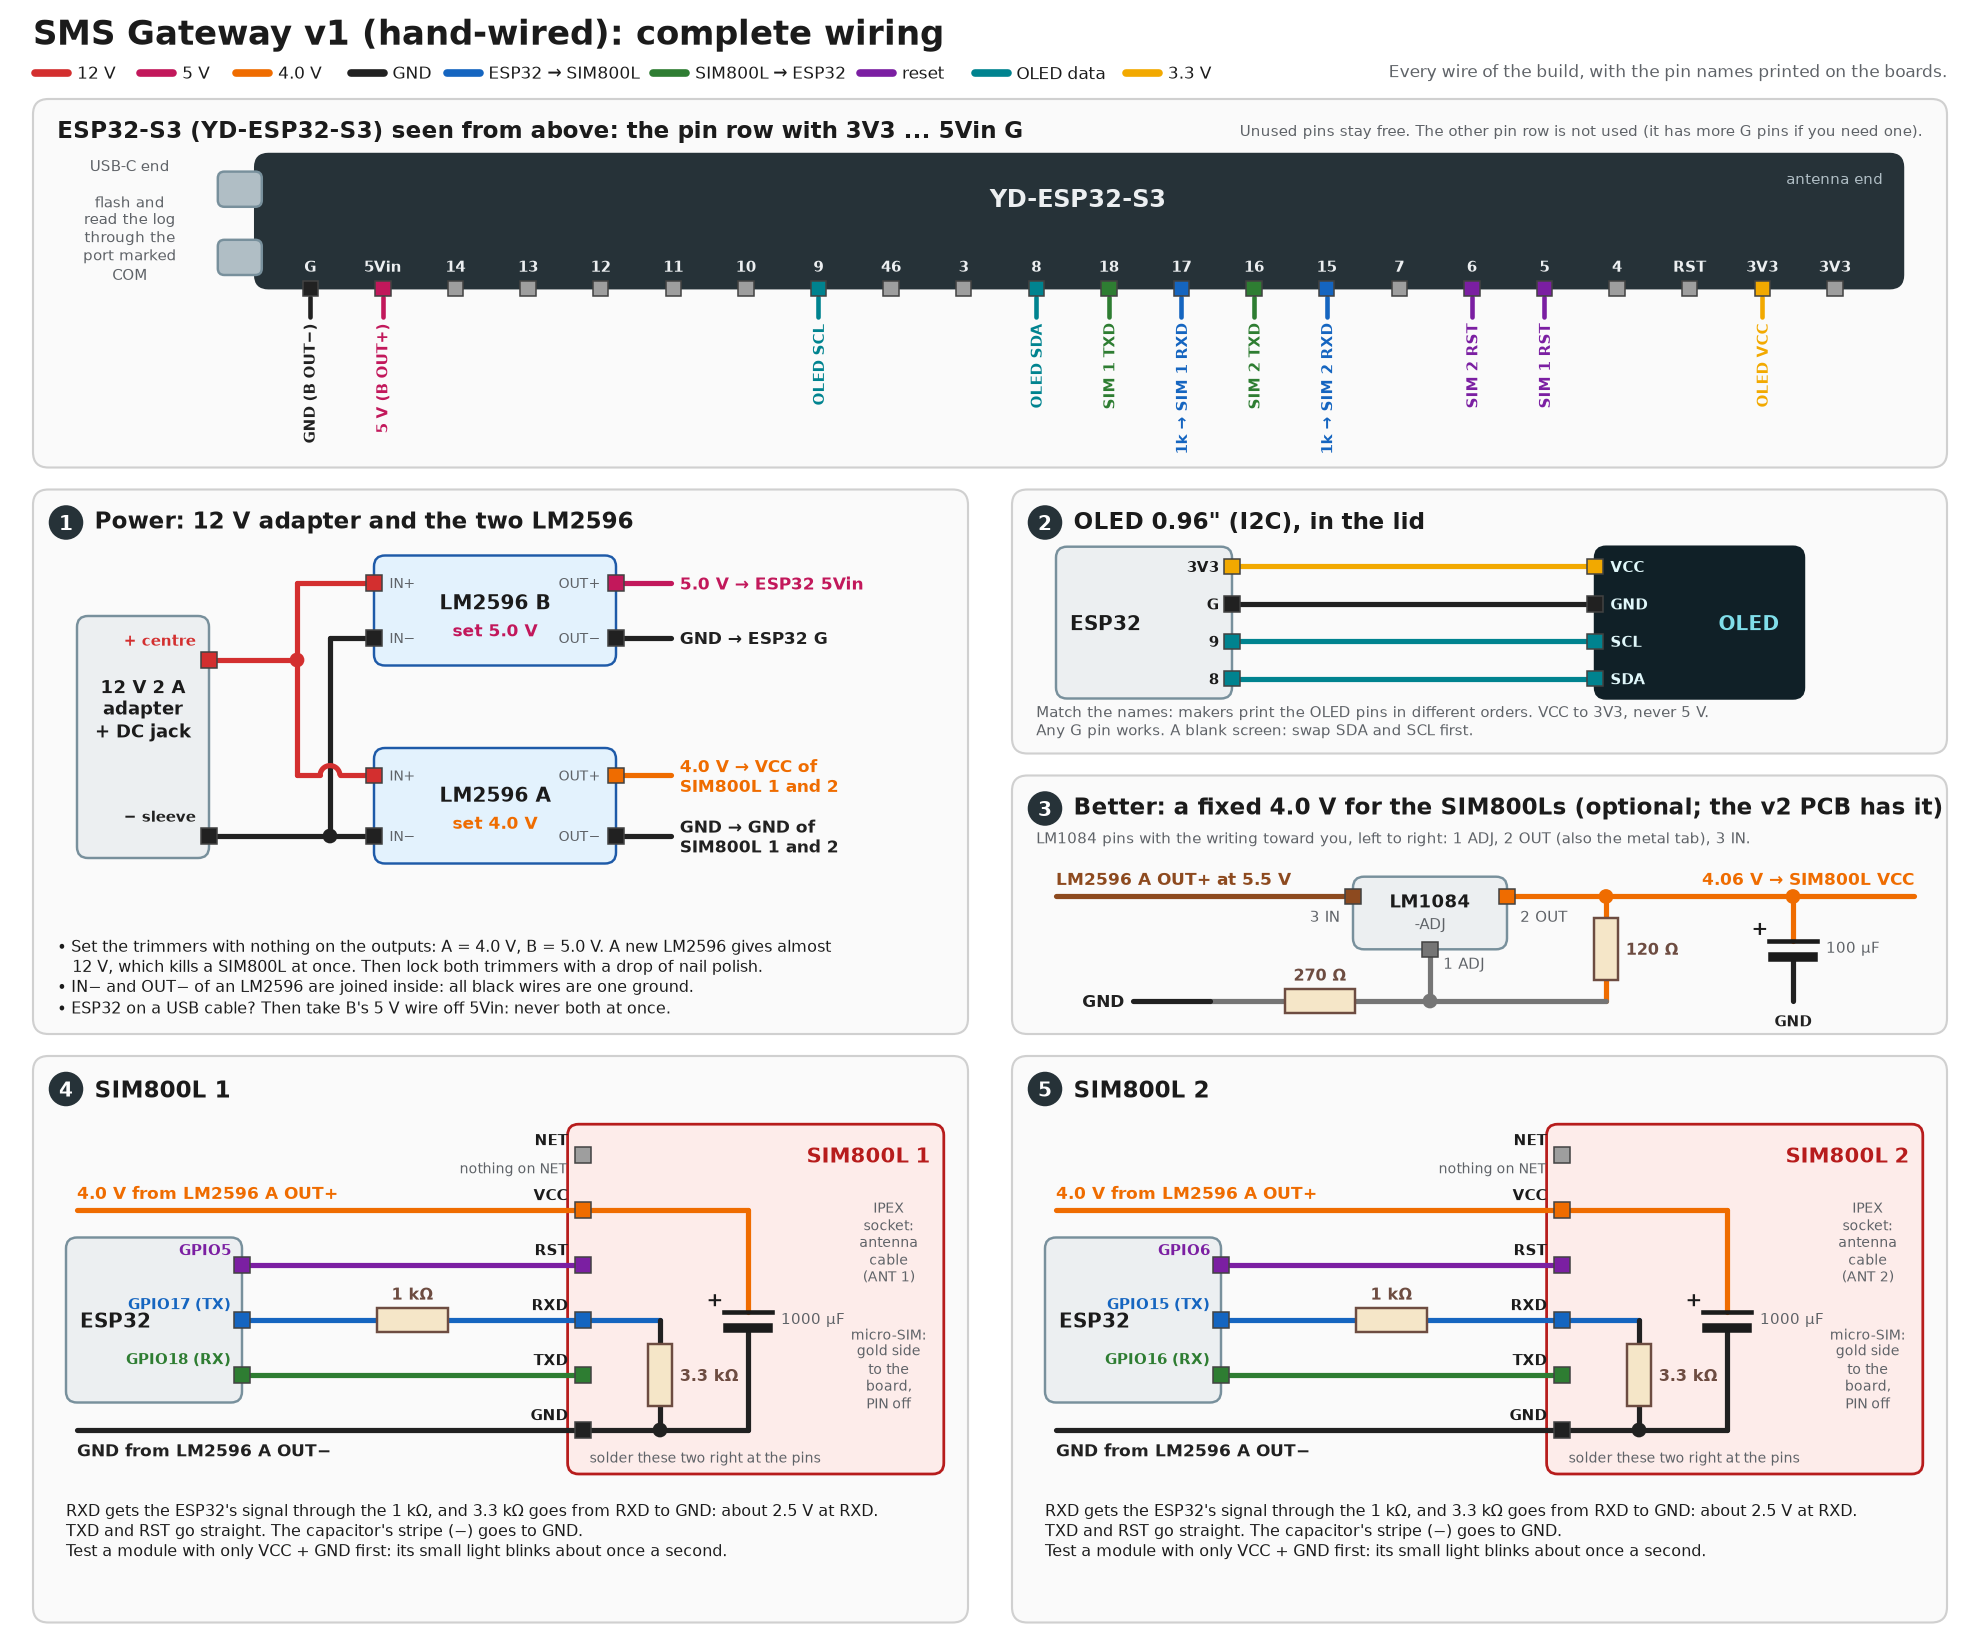 SMS Gateway v1 (hand-wired): complete wiring
12 V 5 V 4.0 V GND ESP32 → SIM800L SIM800L → ESP32 reset OLED data 3.3 V
Every wire of the build, with the pin names printed on the boards.
ESP32-S3 (YD-ESP32-S3) seen from above: the pin row with 3V3 ... 5Vin G
Unused pins stay free. The other pin row is not used (it has more G pins if you need one).
USB-C end
flash and
read the log
through the
port marked
COM
YD-ESP32-S3
antenna end
G 5Vin 14 13 12 11 10 9 46 3 8 18 17 16 15 7 6 5 4 RST 3V3 3V3
GND (B OUT−)
5 V (B OUT+)
OLED SCL
OLED SDA
SIM 1 TXD
1k → SIM 1 RXD
SIM 2 TXD
1k → SIM 2 RXD
SIM 2 RST
SIM 1 RST
OLED VCC
1 Power: 12 V adapter and the two LM2596
+ centre
12 V 2 A
adapter
+ DC jack
− sleeve
IN+ OUT+
LM2596 B
set 5.0 V
IN− OUT−
5.0 V → ESP32 5Vin
GND → ESP32 G
IN+ OUT+
LM2596 A
set 4.0 V
IN− OUT−
4.0 V → VCC of
SIM800L 1 and 2
GND → GND of
SIM800L 1 and 2
• Set the trimmers with nothing on the outputs: A = 4.0 V, B = 5.0 V. A new LM2596 gives almost
12 V, which kills a SIM800L at once. Then lock both trimmers with a drop of nail polish.
• IN− and OUT− of an LM2596 are joined inside: all black wires are one ground.
• ESP32 on a USB cable? Then take B's 5 V wire off 5Vin: never both at once.
2 OLED 0.96" (I2C), in the lid
ESP32
3V3
G
9
8
VCC
GND
SCL
SDA
OLED
Match the names: makers print the OLED pins in different orders. VCC to 3V3, never 5 V.
Any G pin works. A blank screen: swap SDA and SCL first.
3 Better: a fixed 4.0 V for the SIM800Ls (optional; the v2 PCB has it)
LM1084 pins with the writing toward you, left to right: 1 ADJ, 2 OUT (also the metal tab), 3 IN.
LM2596 A OUT+ at 5.5 V
3 IN
LM1084
-ADJ
2 OUT
1 ADJ
4.06 V → SIM800L VCC
120 Ω
+
100 µF
270 Ω
GND
GND
4 SIM800L 1
NET
nothing on NET
SIM800L 1
4.0 V from LM2596 A OUT+
VCC
ESP32
GPIO5
RST
GPIO17 (TX)
1 kΩ
RXD
GPIO18 (RX)
TXD
GND
GND from LM2596 A OUT−
3.3 kΩ
+
1000 µF
IPEX
socket:
antenna
cable
(ANT 1)
micro-SIM:
gold side
to the
board,
PIN off
solder these two right at the pins
RXD gets the ESP32's signal through the 1 kΩ, and 3.3 kΩ goes from RXD to GND: about 2.5 V at RXD.
TXD and RST go straight. The capacitor's stripe (−) goes to GND.
Test a module with only VCC + GND first: its small light blinks about once a second.
5 SIM800L 2
NET
nothing on NET
SIM800L 2
4.0 V from LM2596 A OUT+
VCC
ESP32
GPIO6
RST
GPIO15 (TX)
1 kΩ
RXD
GPIO16 (RX)
TXD
GND
GND from LM2596 A OUT−
3.3 kΩ
+
1000 µF
IPEX
socket:
antenna
cable
(ANT 2)
micro-SIM:
gold side
to the
board,
PIN off
solder these two right at the pins
RXD gets the ESP32's signal through the 1 kΩ, and 3.3 kΩ goes from RXD to GND: about 2.5 V at RXD.
TXD and RST go straight. The capacitor's stripe (−) goes to GND.
Test a module with only VCC + GND first: its small light blinks about once a second.